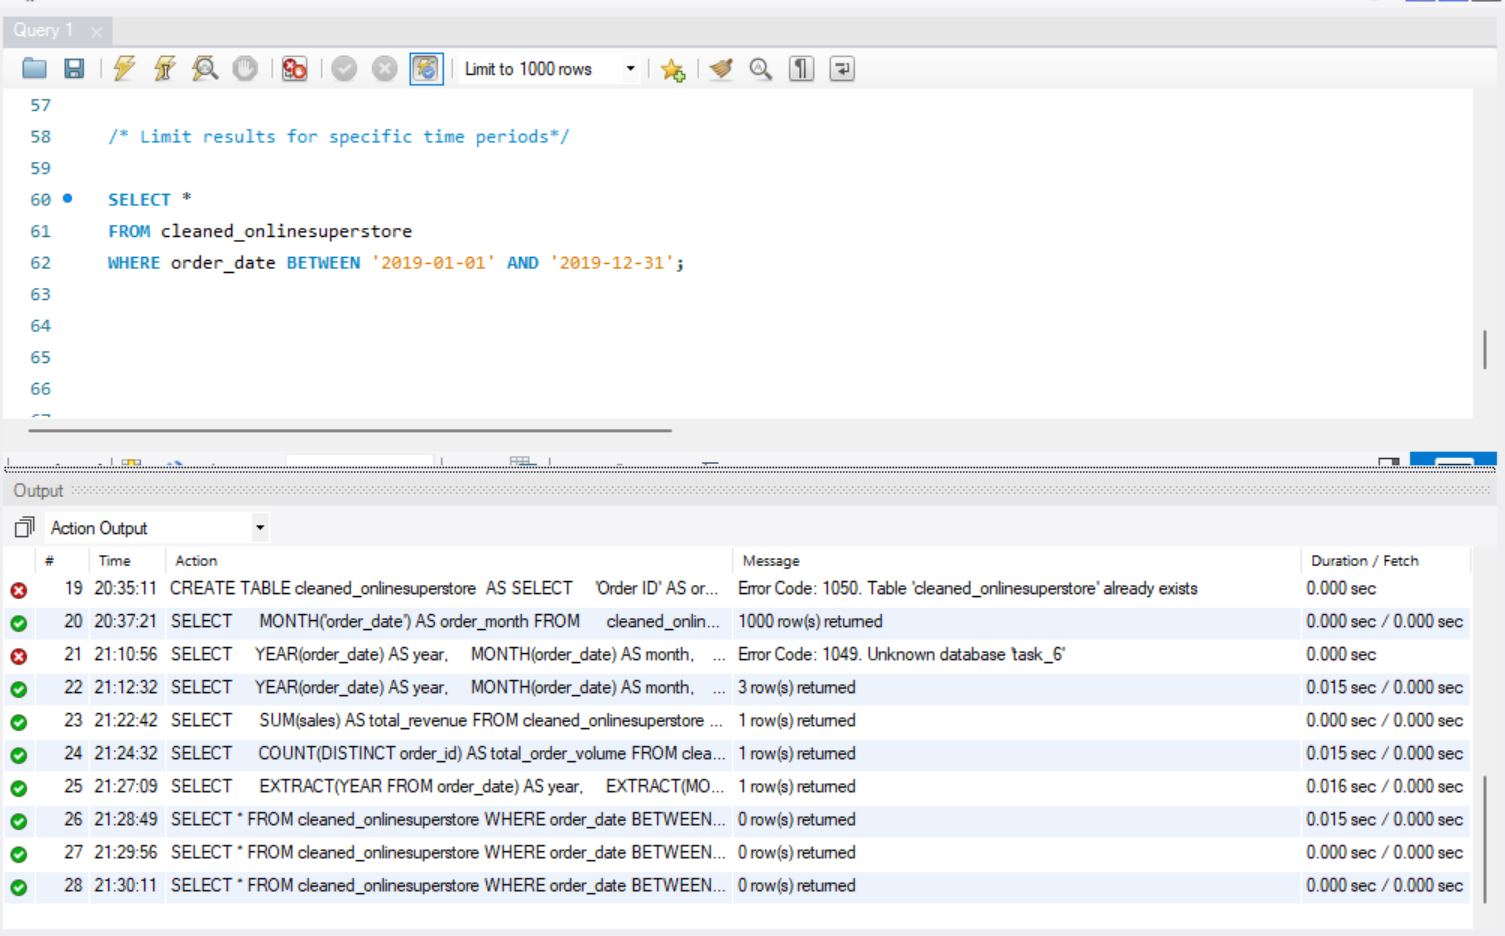 Query 1
Limit to 1000 rows
57
58 /* Limit results for specific time periods*/
59
60 SELECT *
61 FROM cleaned_onlinesuperstore
62 WHERE order_date BETWEEN '2019-01-01' AND '2019-12-31';
63
64
65
66
Output
Action Output
# Time Action Message Duration / Fetch
19 20:35:11 CREATE TABLE cleaned_onlinesuperstore AS SELECT 'Order ID' AS or... Error Code: 1050. Table 'cleaned_onlinesuperstore' already exists 0.000 sec
20 20:37:21 SELECT MONTH('order_date') AS order_month FROM cleaned_onlin... 1000 row(s) returned 0.000 sec / 0.000 sec
21 21:10:56 SELECT YEAR(order_date) AS year, MONTH(order_date) AS month, ... Error Code: 1049. Unknown database 'task_6' 0.000 sec
22 21:12:32 SELECT YEAR(order_date) AS year, MONTH(order_date) AS month, ... 3 row(s) returned 0.015 sec / 0.000 sec
23 21:22:42 SELECT SUM(sales) AS total_revenue FROM cleaned_onlinesuperstore ... 1 row(s) returned 0.000 sec / 0.000 sec
24 21:24:32 SELECT COUNT(DISTINCT order_id) AS total_order_volume FROM clea... 1 row(s) returned 0.015 sec / 0.000 sec
25 21:27:09 SELECT EXTRACT(YEAR FROM order_date) AS year, EXTRACT(MO... 1 row(s) returned 0.016 sec / 0.000 sec
26 21:28:49 SELECT * FROM cleaned_onlinesuperstore WHERE order_date BETWEEN... 0 row(s) returned 0.015 sec / 0.000 sec
27 21:29:56 SELECT * FROM cleaned_onlinesuperstore WHERE order_date BETWEEN... 0 row(s) returned 0.000 sec / 0.000 sec
28 21:30:11 SELECT * FROM cleaned_onlinesuperstore WHERE order_date BETWEEN... 0 row(s) returned 0.000 sec / 0.000 sec